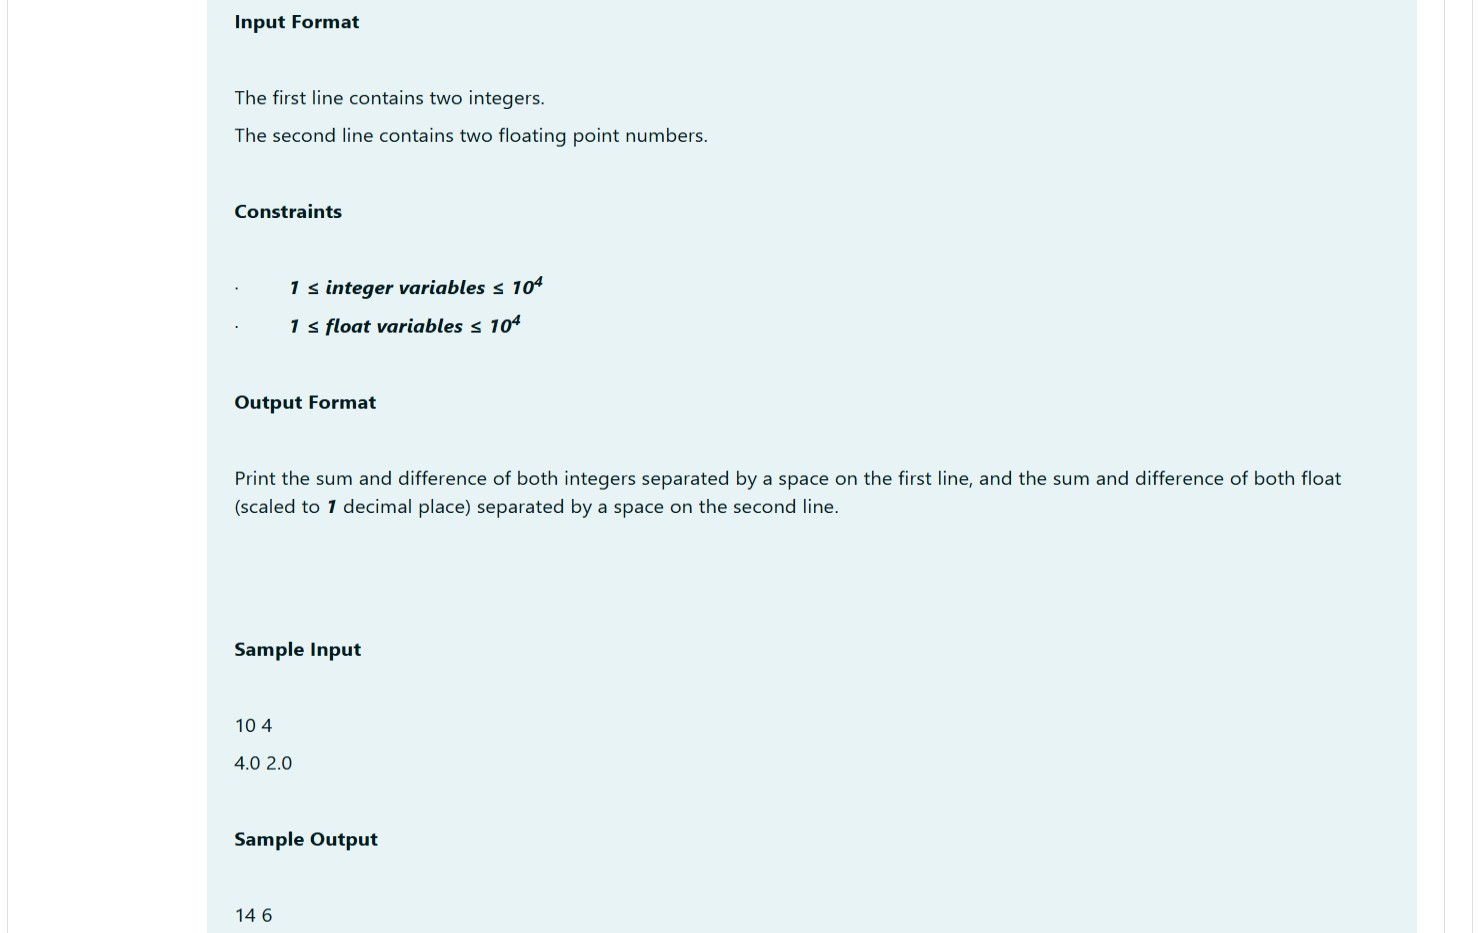 Input Format
The first line contains two integers.
The second line contains two floating point numbers.
Constraints
· 1 ≤ integer variables ≤ 10⁴
· 1 ≤ float variables ≤ 10⁴
Output Format
Print the sum and difference of both integers separated by a space on the first line, and the sum and difference of both float
(scaled to 1 decimal place) separated by a space on the second line.
Sample Input
10 4
4.0 2.0
Sample Output
14 6